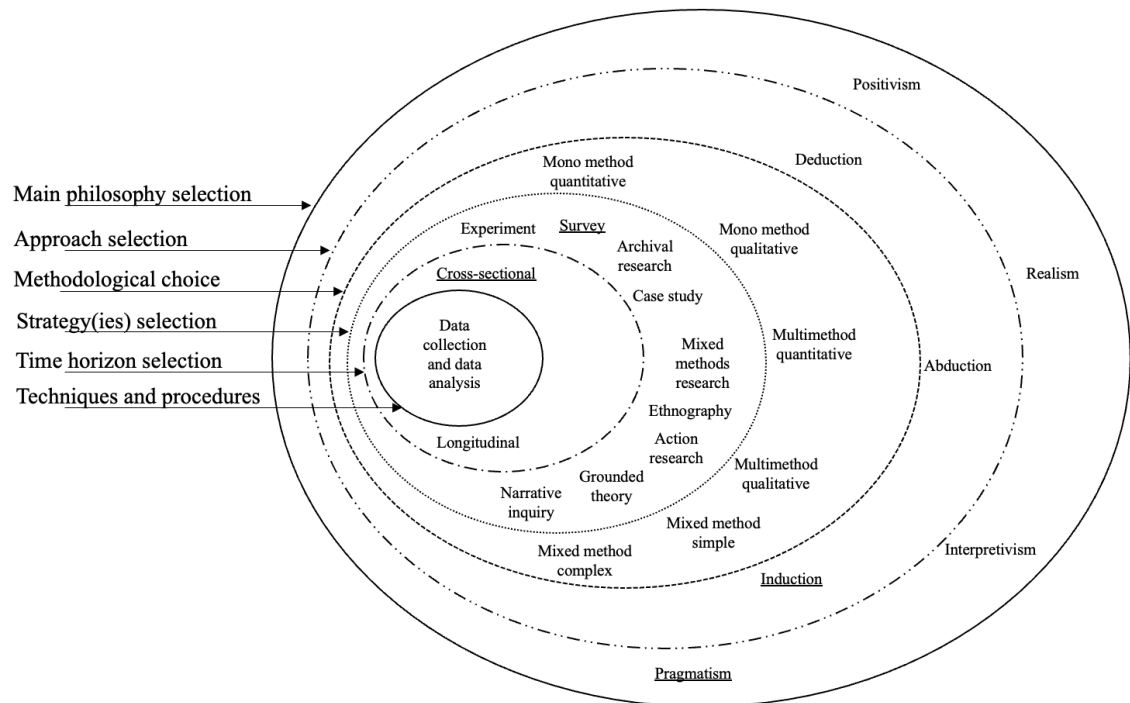 Main philosophy selection
Approach selection
Methodological choice
Strategy(ies) selection
Time horizon selection
Techniques and procedures
Positivism
Realism
Interpretivism
Pragmatism
Deduction
Abduction
Induction
Mono method
quantitative
Mono method
qualitative
Multimethod
quantitative
Multimethod
qualitative
Mixed method
simple
Mixed method
complex
Experiment
Survey
Archival
research
Case study
Mixed
methods
research
Ethnography
Action
research
Grounded
theory
Narrative
inquiry
Cross-sectional
Longitudinal
Data
collection
and data
analysis